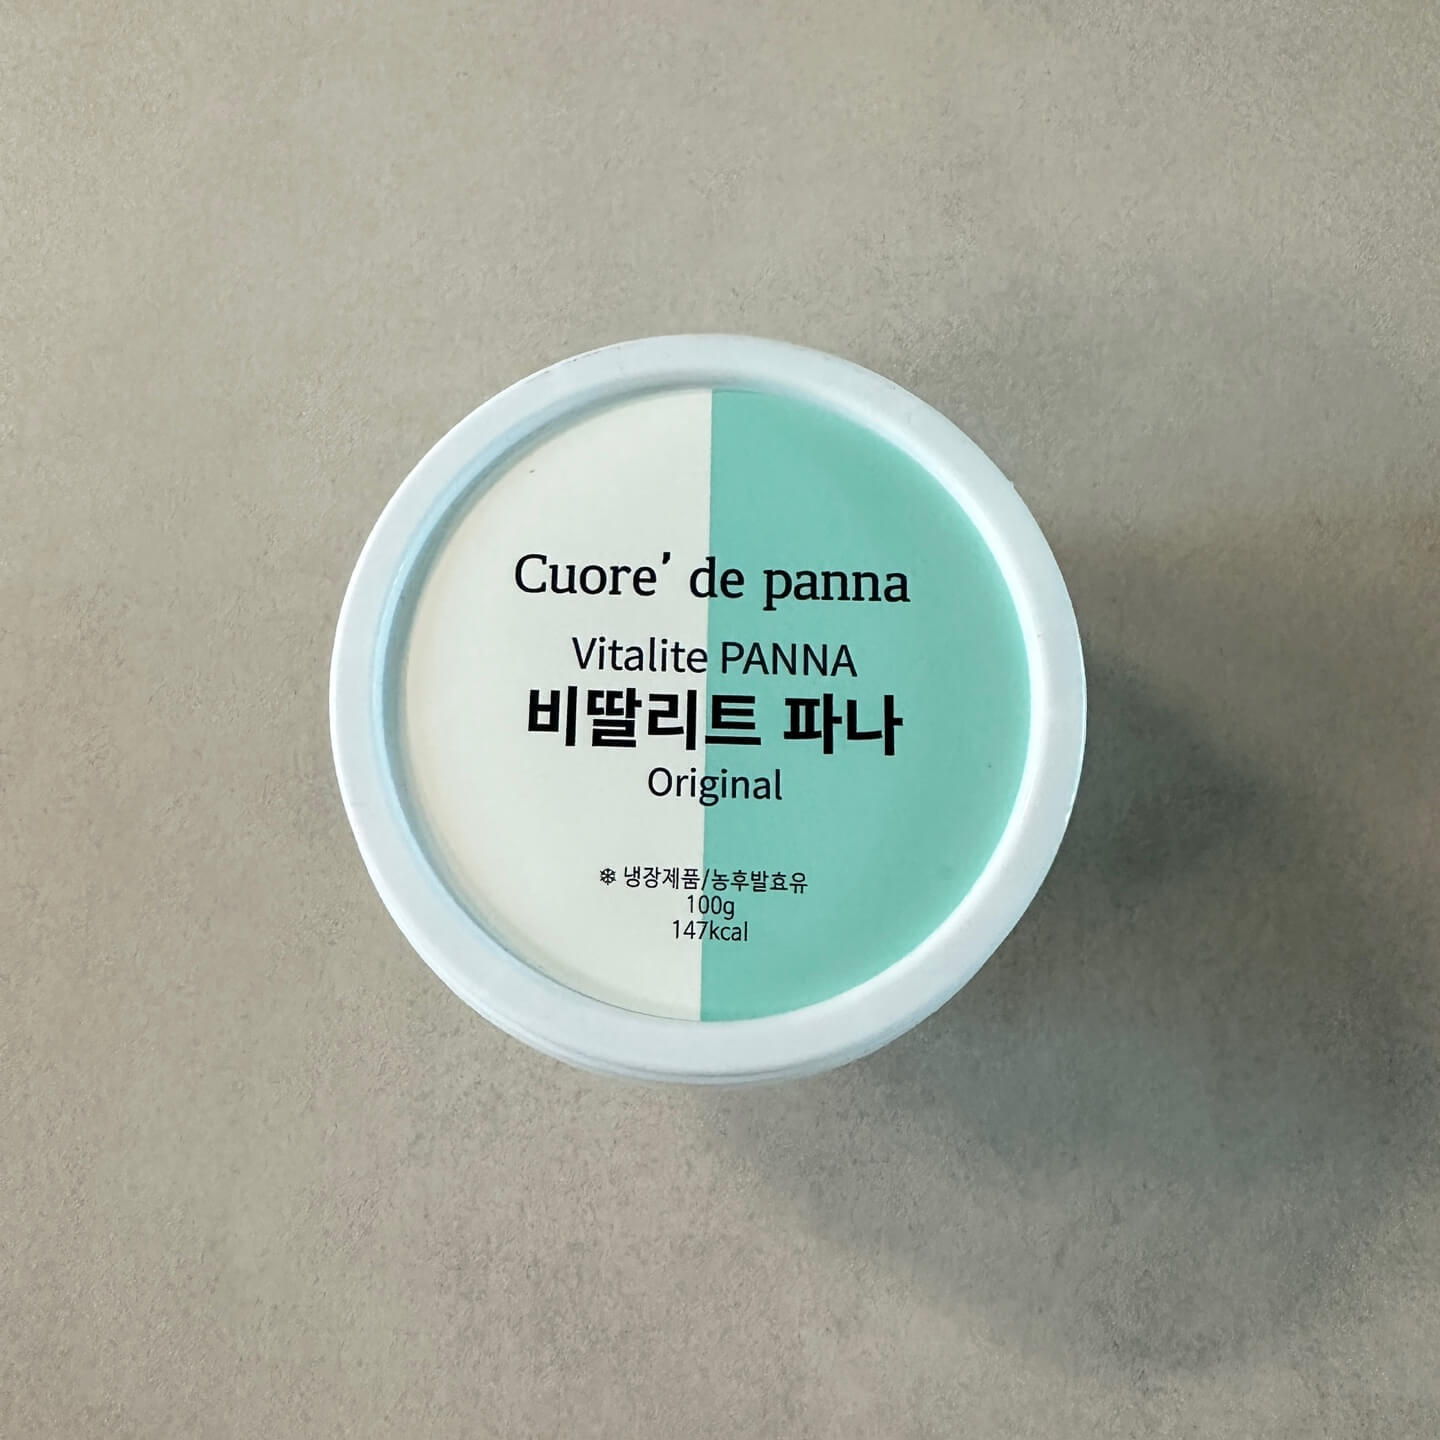 Cuore’ de panna
Vitalite PANNA
비딸리트 파나
Original
❄ 냉장제품/농후발효유
100g
147kcal